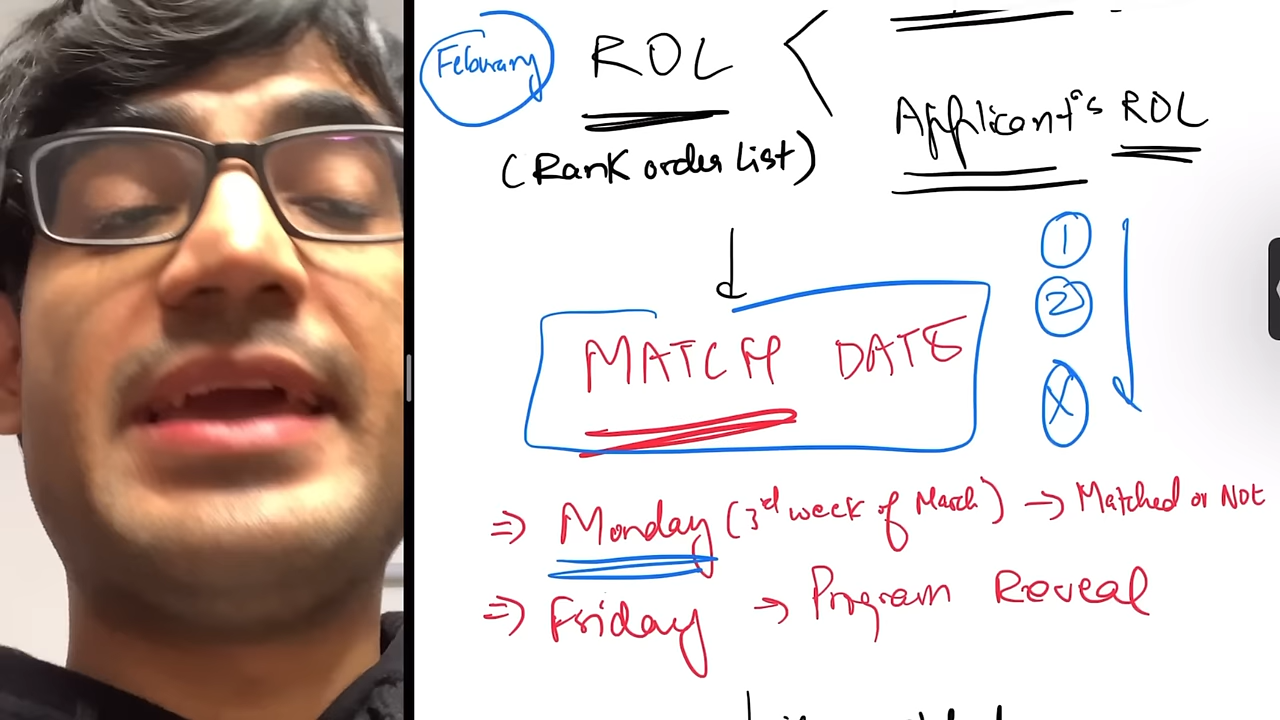 Febuary
ROL <
(Rank order List)
Applicant's ROL
1
2
X
MATCH DATE
=> Monday (3rd week of March) -> Matched or Not
=> Friday -> Program Reveal